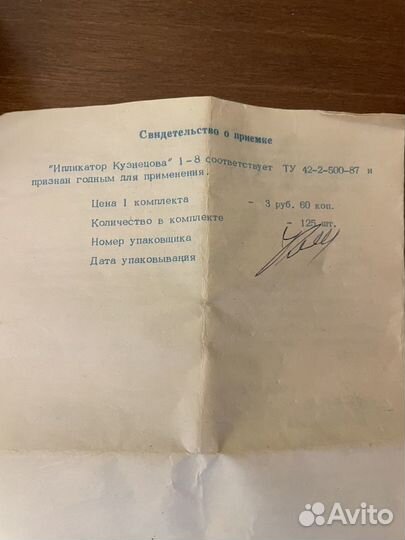 Свидетельство о приемке
"Ипликатор Кузнецова" 1-8 соответствует ТУ 42-2-500-87 и
признан годным для применения.
Цена 1 комплекта - 3 руб. 60 коп.
Количество в комплекте - 125 шт.
Номер упаковщика
Дата упаковывания
Avito